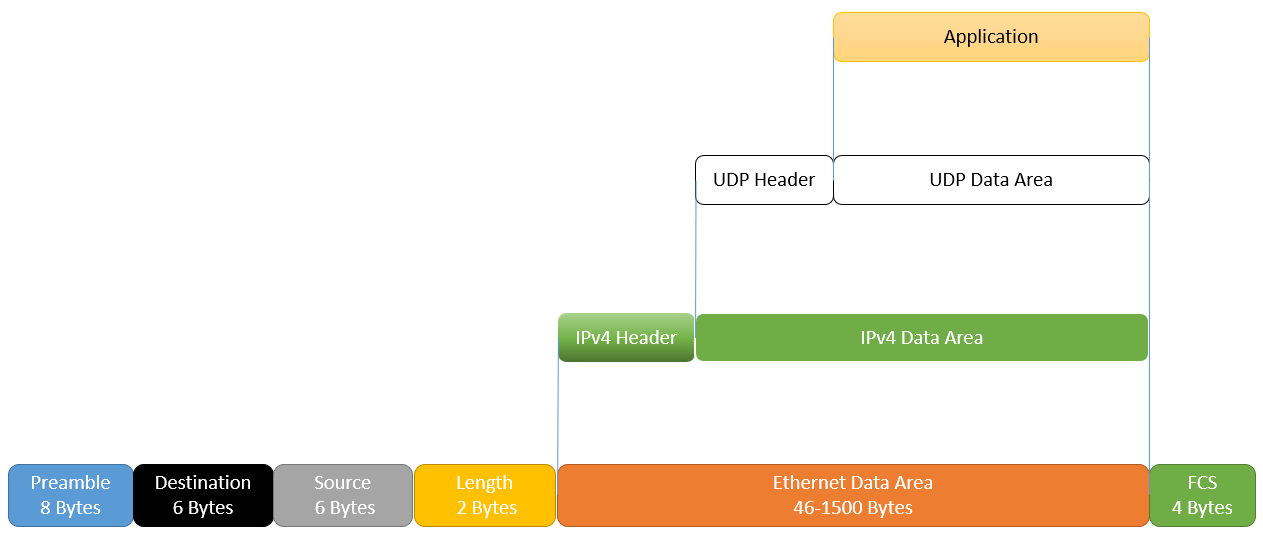 Application
UDP Header
UDP Data Area
IPv4 Header
IPv4 Data Area
Preamble
8 Bytes
Destination
6 Bytes
Source
6 Bytes
Length
2 Bytes
Ethernet Data Area
46-1500 Bytes
FCS
4 Bytes